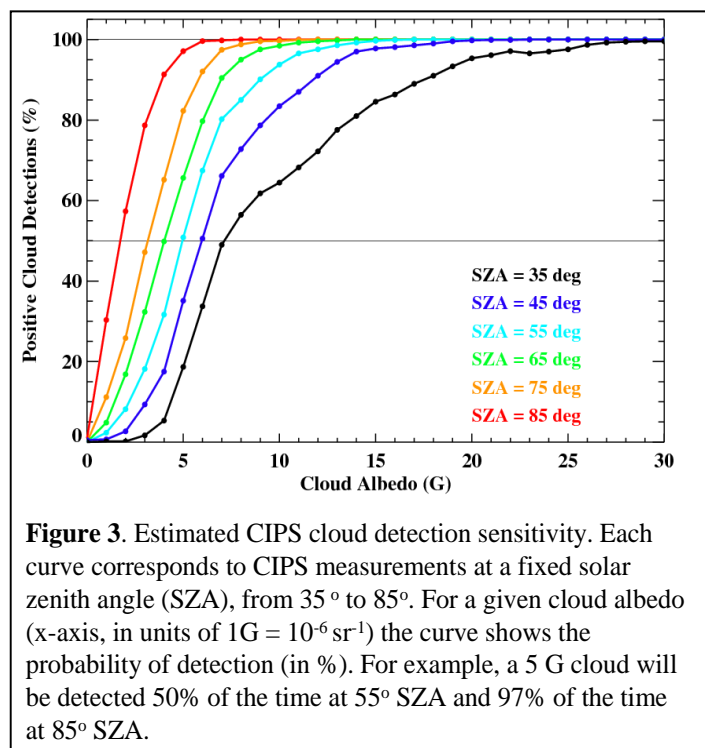 100
80
60
40
20
0
Positive Cloud Detections (%)
SZA = 35 deg
SZA = 45 deg
SZA = 55 deg
SZA = 65 deg
SZA = 75 deg
SZA = 85 deg
0 5 10 15 20 25 30
Cloud Albedo (G)
Figure 3. Estimated CIPS cloud detection sensitivity. Each
curve corresponds to CIPS measurements at a fixed solar
zenith angle (SZA), from 35 º to 85º. For a given cloud albedo
(x-axis, in units of 1G = 10⁻⁶ sr⁻¹) the curve shows the
probability of detection (in %). For example, a 5 G cloud will
be detected 50% of the time at 55º SZA and 97% of the time
at 85º SZA.